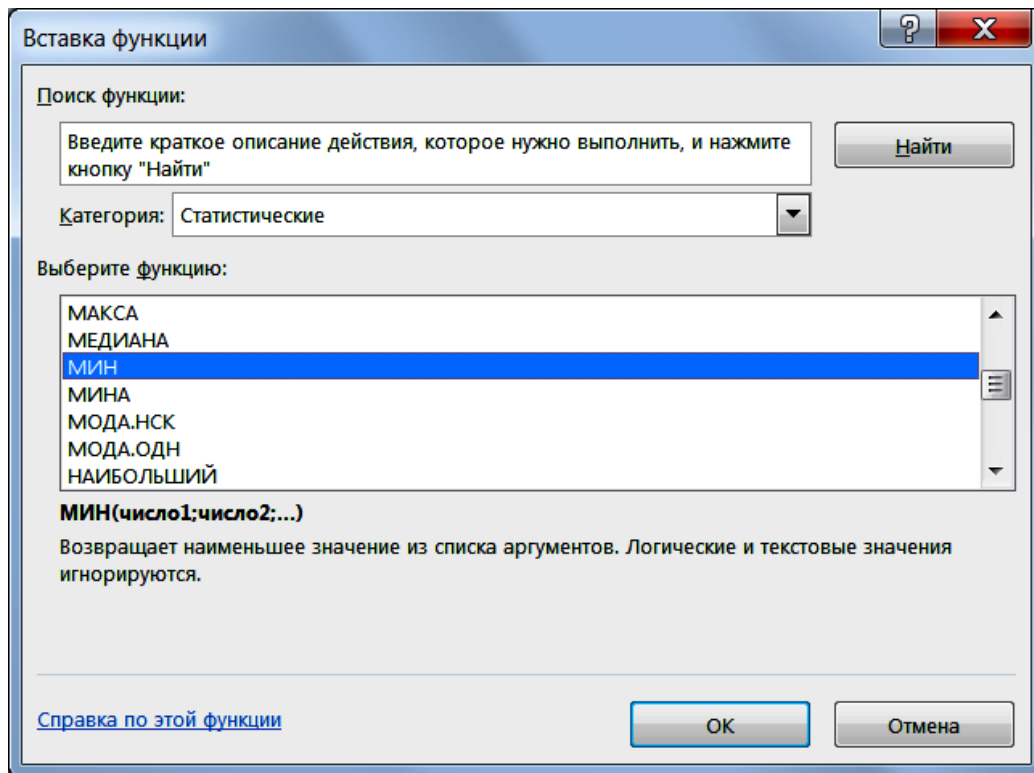 Вставка функции
Поиск функции:
Введите краткое описание действия, которое нужно выполнить, и нажмите
кнопку "Найти"
Найти
Категория: Статистические
Выберите функцию:
МАКСА
МЕДИАНА
МИН
МИНА
МОДА.НСК
МОДА.ОДН
НАИБОЛЬШИЙ
МИН(число1;число2;...)
Возвращает наименьшее значение из списка аргументов. Логические и текстовые значения
игнорируются.
Справка по этой функции
ОК
Отмена